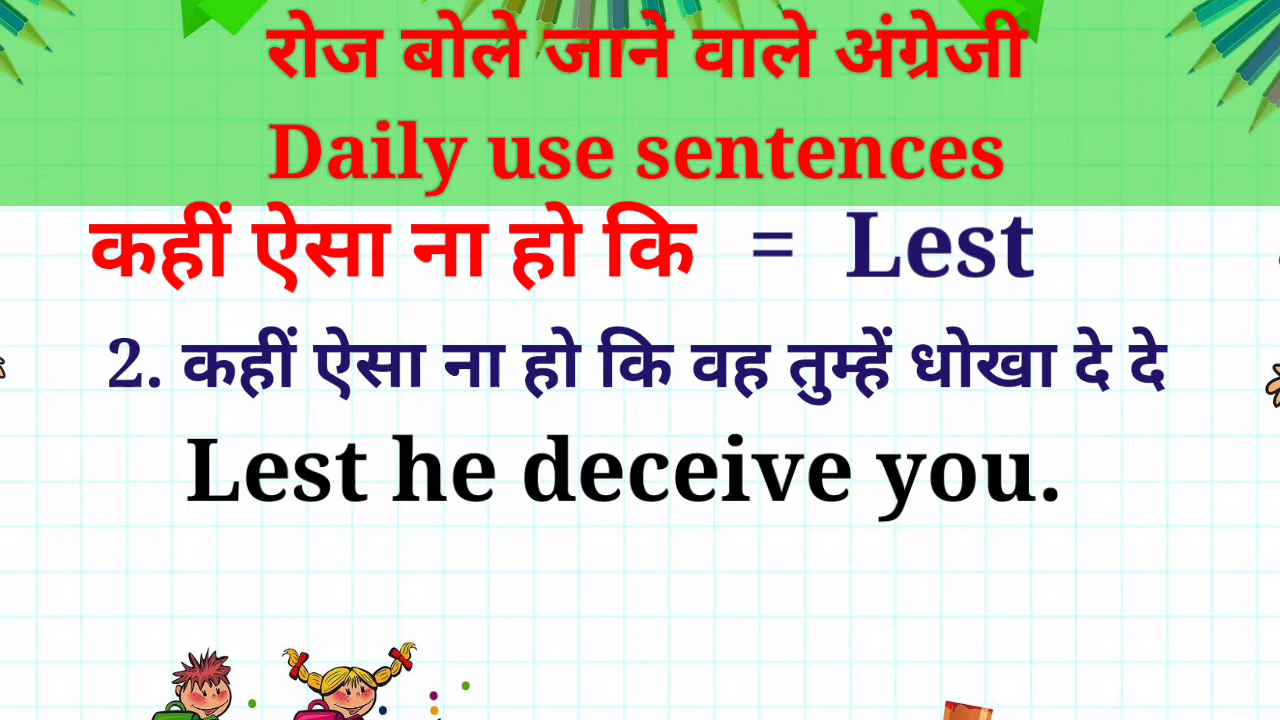 रोज बोले जाने वाले अंग्रेजी
Daily use sentences
कहीं ऐसा ना हो कि = Lest
2. कहीं ऐसा ना हो कि वह तुम्हें धोखा दे दे
Lest he deceive you.